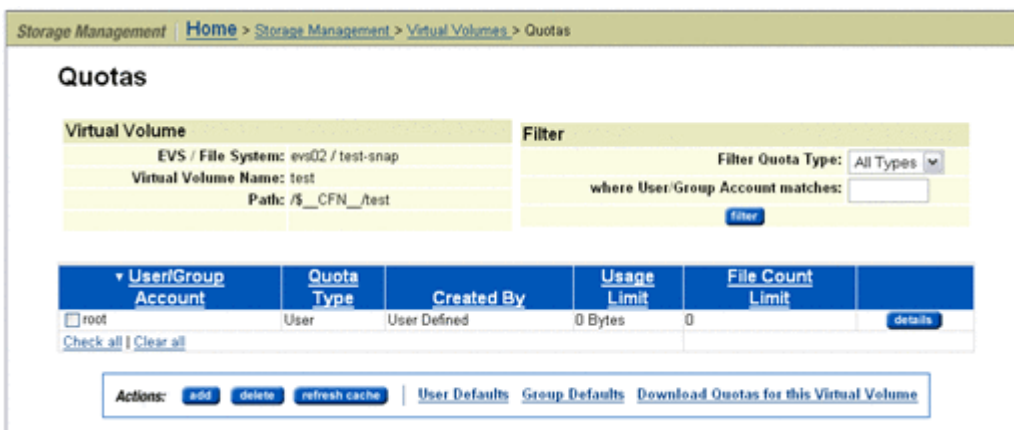 Storage Management | Home > Storage Management > Virtual Volumes > Quotas
Quotas
Virtual Volume
EVS / File System: evs02 / test-snap
Virtual Volume Name: test
Path: /$__CFN__/test
Filter
Filter Quota Type: All Types
where User/Group Account matches:
filter
User/Group Account
Quota Type
Created By
Usage Limit
File Count Limit
root User User Defined 0 Bytes 0 details
Check all | Clear all
Actions: add delete refresh cache | User Defaults Group Defaults Download Quotas for this Virtual Volume